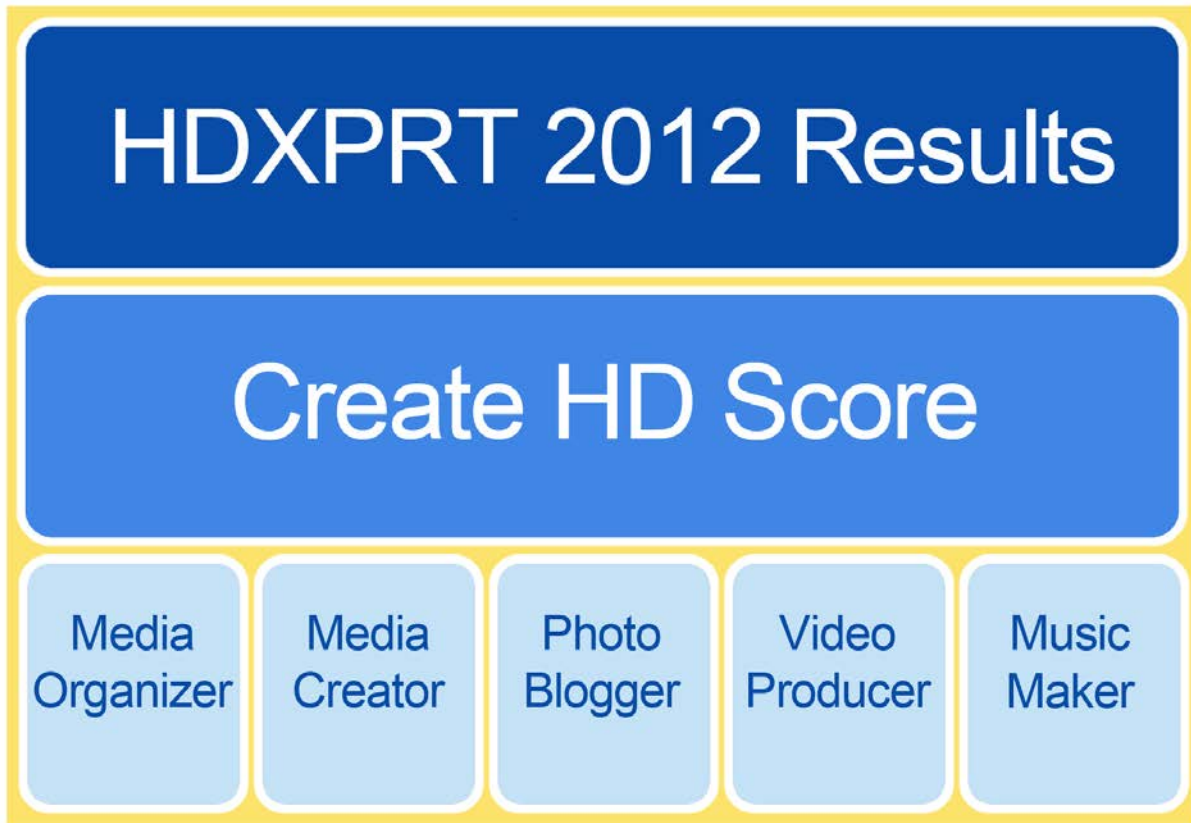 HDXPRT 2012 Results
Create HD Score
Media
Organizer
Media
Creator
Photo
Blogger
Video
Producer
Music
Maker